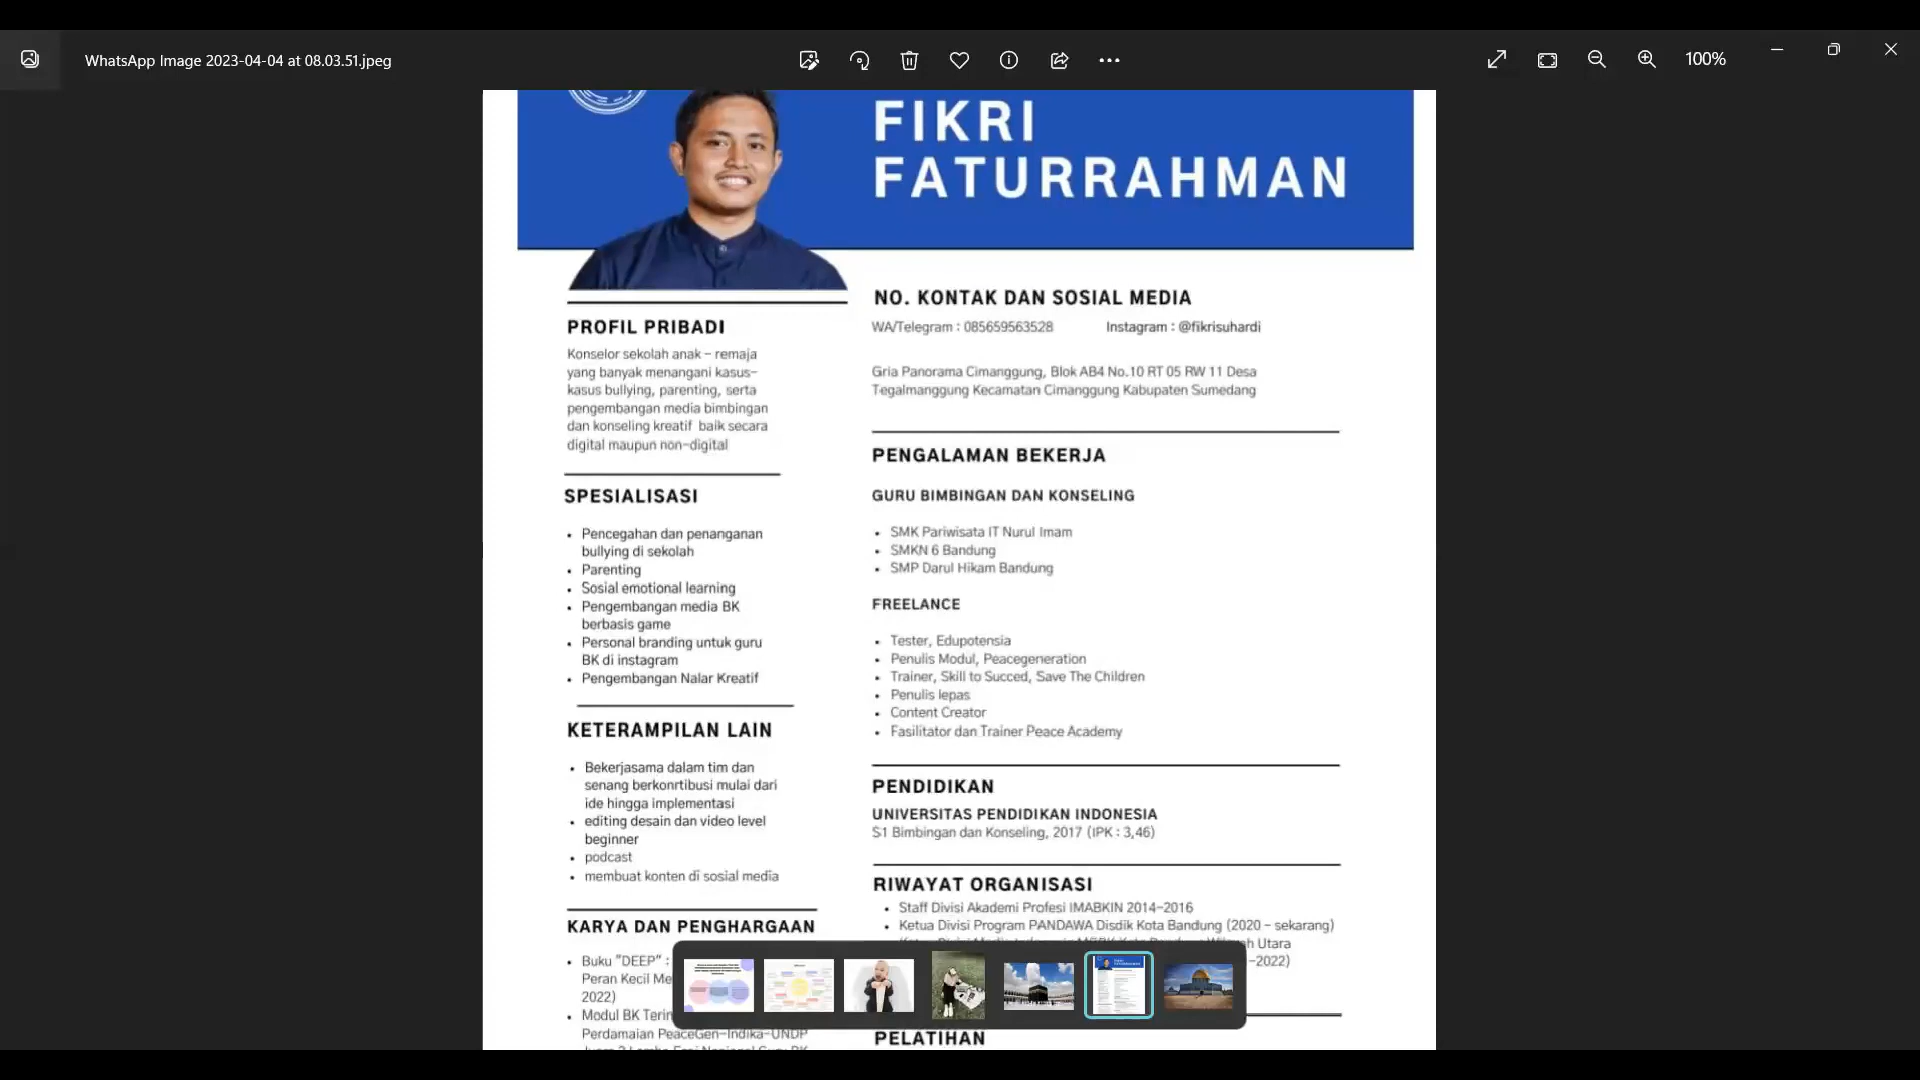 WhatsApp Image 2023-04-04 at 08.03.51.jpeg
100%
FIKRI
FATURRAHMAN
PROFIL PRIBADI
Konselor sekolah anak - remaja
yang banyak menangani kasus-
kasus bullying, parenting, serta
pengembangan media bimbingan
dan konseling kreatif baik secara
digital maupun non-digital
SPESIALISASI
• Pencegahan dan penanganan
bullying di sekolah
• Parenting
• Sosial emotional learning
• Pengembangan media BK
berbasis game
• Personal branding untuk guru
BK di instagram
• Pengembangan Nalar Kreatif
KETERAMPILAN LAIN
• Bekerjasama dalam tim dan
senang berkonrtibusi mulai dari
ide hingga implementasi
• editing desain dan video level
beginner
• podcast
• membuat konten di sosial media
KARYA DAN PENGHARGAAN
• Buku "DEEP" :
Peran Kecil Me
2022)
• Modul BK Terin
Perdamaian PeaceGen-Indika-UNDP
NO. KONTAK DAN SOSIAL MEDIA
WA/Telegram : 085659563528 Instagram : @fikrisuhardi
Gria Panorama Cimanggung, Blok AB4 No.10 RT 05 RW 11 Desa
Tegalmanggung Kecamatan Cimanggung Kabupaten Sumedang
PENGALAMAN BEKERJA
GURU BIMBINGAN DAN KONSELING
• SMK Pariwisata IT Nurul Imam
• SMKN 6 Bandung
• SMP Darul Hikam Bandung
FREELANCE
• Tester, Edupotensia
• Penulis Modul, Peacegeneration
• Trainer, Skill to Succed, Save The Children
• Penulis lepas
• Content Creator
• Fasilitator dan Trainer Peace Academy
PENDIDIKAN
UNIVERSITAS PENDIDIKAN INDONESIA
S1 Bimbingan dan Konseling, 2017 (IPK : 3,46)
RIWAYAT ORGANISASI
• Staff Divisi Akademi Profesi IMABKIN 2014-2016
• Ketua Divisi Program PANDAWA Disdik Kota Bandung (2020 - sekarang)
Utara
-2022)
PELATIHAN